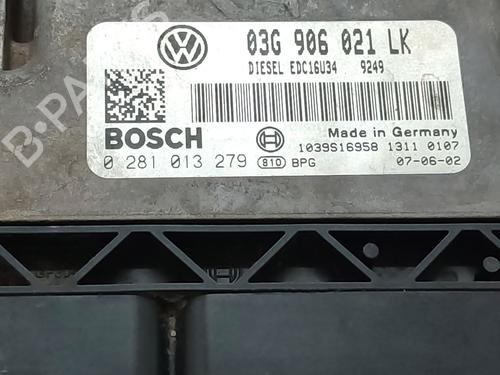 03G 906 021 LK
DIESEL EDC16U34 9249
BOSCH
Made in Germany
1039S16958 1311 0107
0 281 013 279 810 BPG 07-06-02